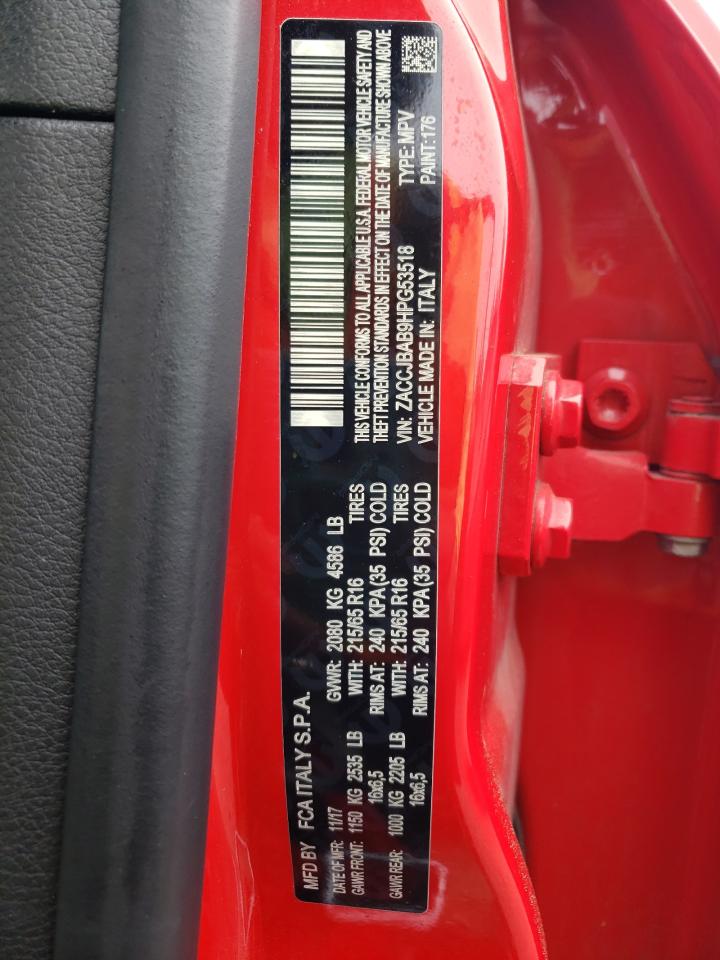 MFD BY FCA ITALY S.P.A.
DATE OF MFR: 11/17 GVWR: 2080 KG 4586 LB
GAWR FRONT: 1150 KG 2535 LB WITH: 215/65 R16 TIRES
16x6,5 RIMS AT: 240 KPA(35 PSI) COLD
GAWR REAR: 1000 KG 2205 LB WITH: 215/65 R16 TIRES
16x6,5 RIMS AT: 240 KPA(35 PSI) COLD
THIS VEHICLE CONFORMS TO ALL APPLICABLE U.S.A. FEDERAL MOTOR VEHICLE SAFETY AND
THEFT PREVENTION STANDARDS IN EFFECT ON THE DATE OF MANUFACTURE SHOWN ABOVE
VIN: ZACCJBAB9HPG53518 TYPE: MPV
VEHICLE MADE IN: ITALY PAINT: 176